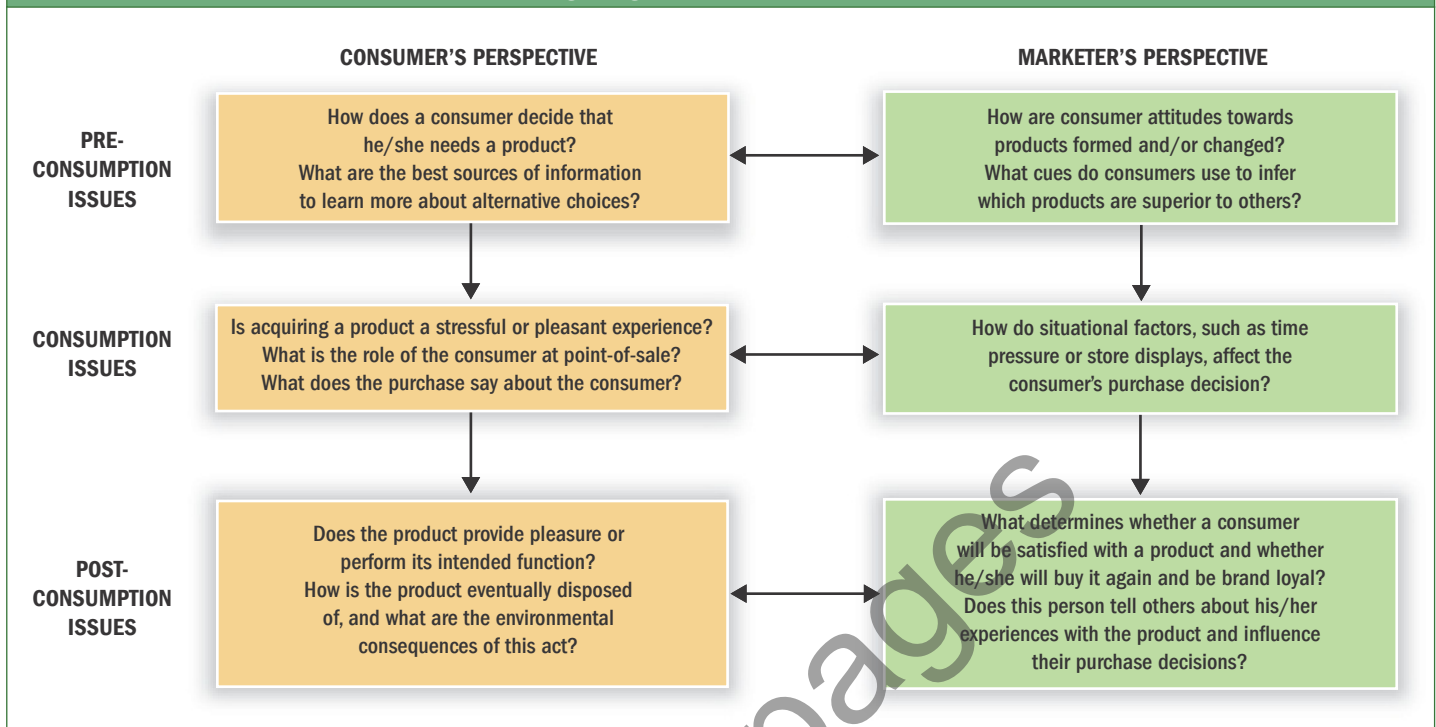 CONSUMER'S PERSPECTIVE
MARKETER'S PERSPECTIVE
PRE-
CONSUMPTION
ISSUES
How does a consumer decide that
he/she needs a product?
What are the best sources of information
to learn more about alternative choices?
How are consumer attitudes towards
products formed and/or changed?
What cues do consumers use to infer
which products are superior to others?
CONSUMPTION
ISSUES
Is acquiring a product a stressful or pleasant experience?
What is the role of the consumer at point-of-sale?
What does the purchase say about the consumer?
How do situational factors, such as time
pressure or store displays, affect the
consumer's purchase decision?
POST-
CONSUMPTION
ISSUES
Does the product provide pleasure or
perform its intended function?
How is the product eventually disposed
of, and what are the environmental
consequences of this act?
What determines whether a consumer
will be satisfied with a product and whether
he/she will buy it again and be brand loyal?
Does this person tell others about his/her
experiences with the product and influence
their purchase decisions?
pages